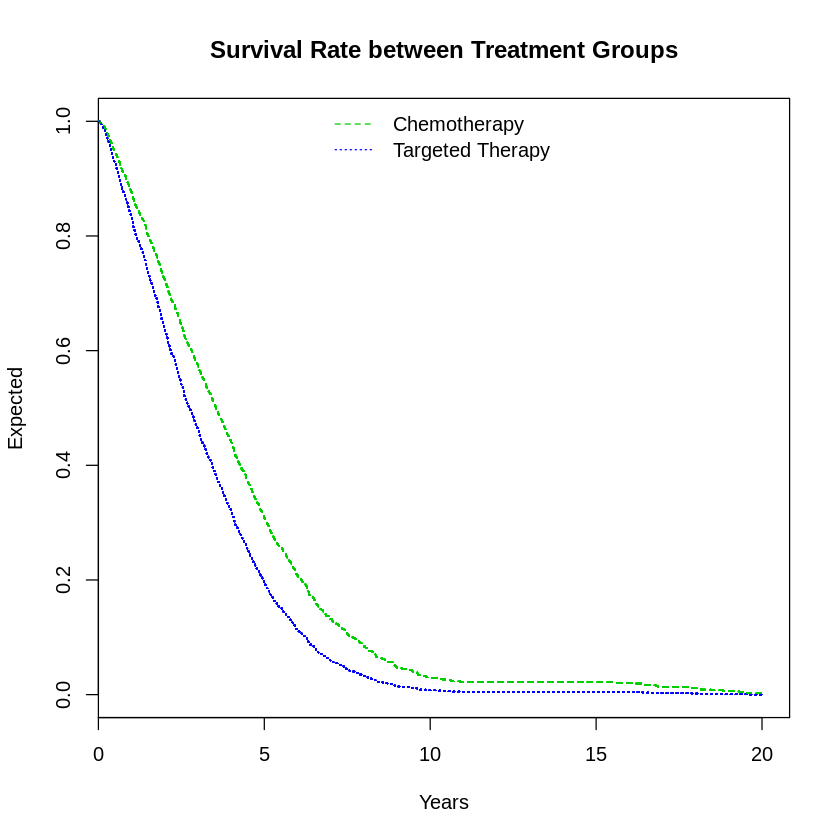 Survival Rate between Treatment Groups
Chemotherapy
Targeted Therapy
Expected
1.0
0.8
0.6
0.4
0.2
0.0
0 5 10 15 20
Years